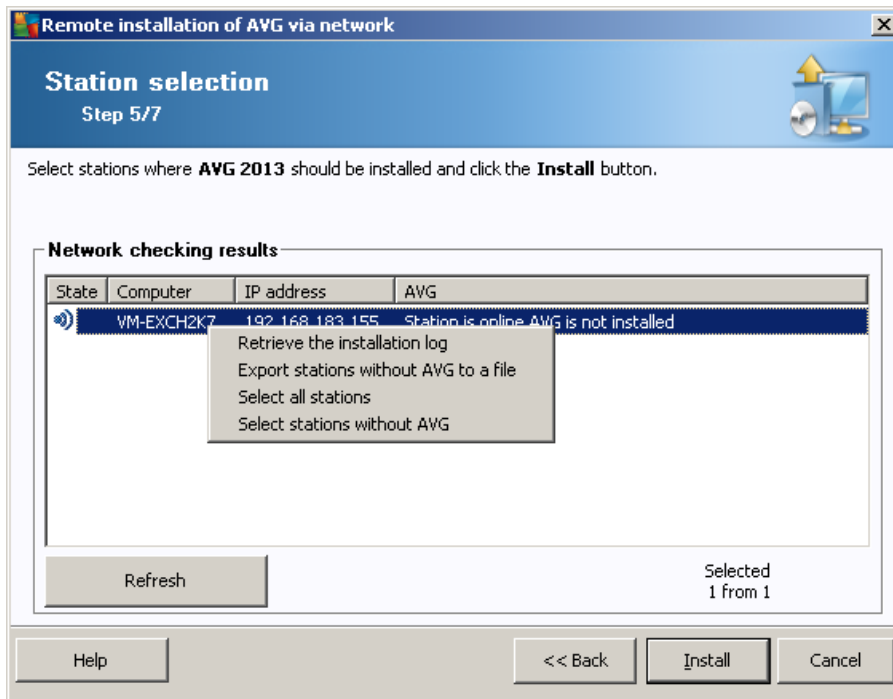 Remote installation of AVG via network
Station selection
Step 5/7
Select stations where AVG 2013 should be installed and click the Install button.
Network checking results
State Computer IP address AVG
VM-EXCH2K7 192.168.183.155 Station is online AVG is not installed
Retrieve the installation log
Export stations without AVG to a file
Select all stations
Select stations without AVG
Refresh
Selected
1 from 1
Help << Back Install Cancel